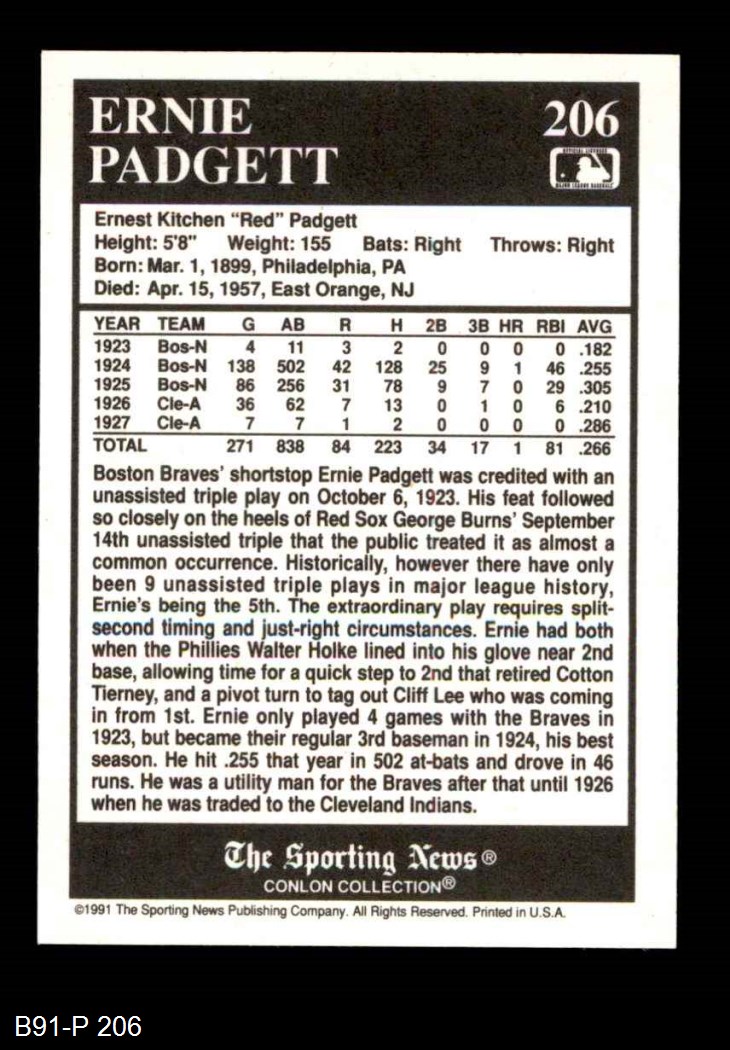 ERNIE
PADGETT
206
OFFICIAL LICENSEE
MAJOR LEAGUE BASEBALL
Ernest Kitchen “Red” Padgett
Height: 5'8" Weight: 155 Bats: Right Throws: Right
Born: Mar. 1, 1899, Philadelphia, PA
Died: Apr. 15, 1957, East Orange, NJ
YEAR TEAM G AB R H 2B 3B HR RBI AVG
1923 Bos-N 4 11 3 2 0 0 0 0 .182
1924 Bos-N 138 502 42 128 25 9 1 46 .255
1925 Bos-N 86 256 31 78 9 7 0 29 .305
1926 Cle-A 36 62 7 13 0 1 0 6 .210
1927 Cle-A 7 7 1 2 0 0 0 0 .286
TOTAL 271 838 84 223 34 17 1 81 .266
Boston Braves’ shortstop Ernie Padgett was credited with an
unassisted triple play on October 6, 1923. His feat followed
so closely on the heels of Red Sox George Burns’ September
14th unassisted triple that the public treated it as almost a
common occurrence. Historically, however there have only
been 9 unassisted triple plays in major league history,
Ernie’s being the 5th. The extraordinary play requires split-
second timing and just-right circumstances. Ernie had both
when the Phillies Walter Holke lined into his glove near 2nd
base, allowing time for a quick step to 2nd that retired Cotton
Tierney, and a pivot turn to tag out Cliff Lee who was coming
in from 1st. Ernie only played 4 games with the Braves in
1923, but became their regular 3rd baseman in 1924, his best
season. He hit .255 that year in 502 at-bats and drove in 46
runs. He was a utility man for the Braves after that until 1926
when he was traded to the Cleveland Indians.
The Sporting News®
CONLON COLLECTION®
©1991 The Sporting News Publishing Company. All Rights Reserved. Printed in U.S.A.
B91-P 206